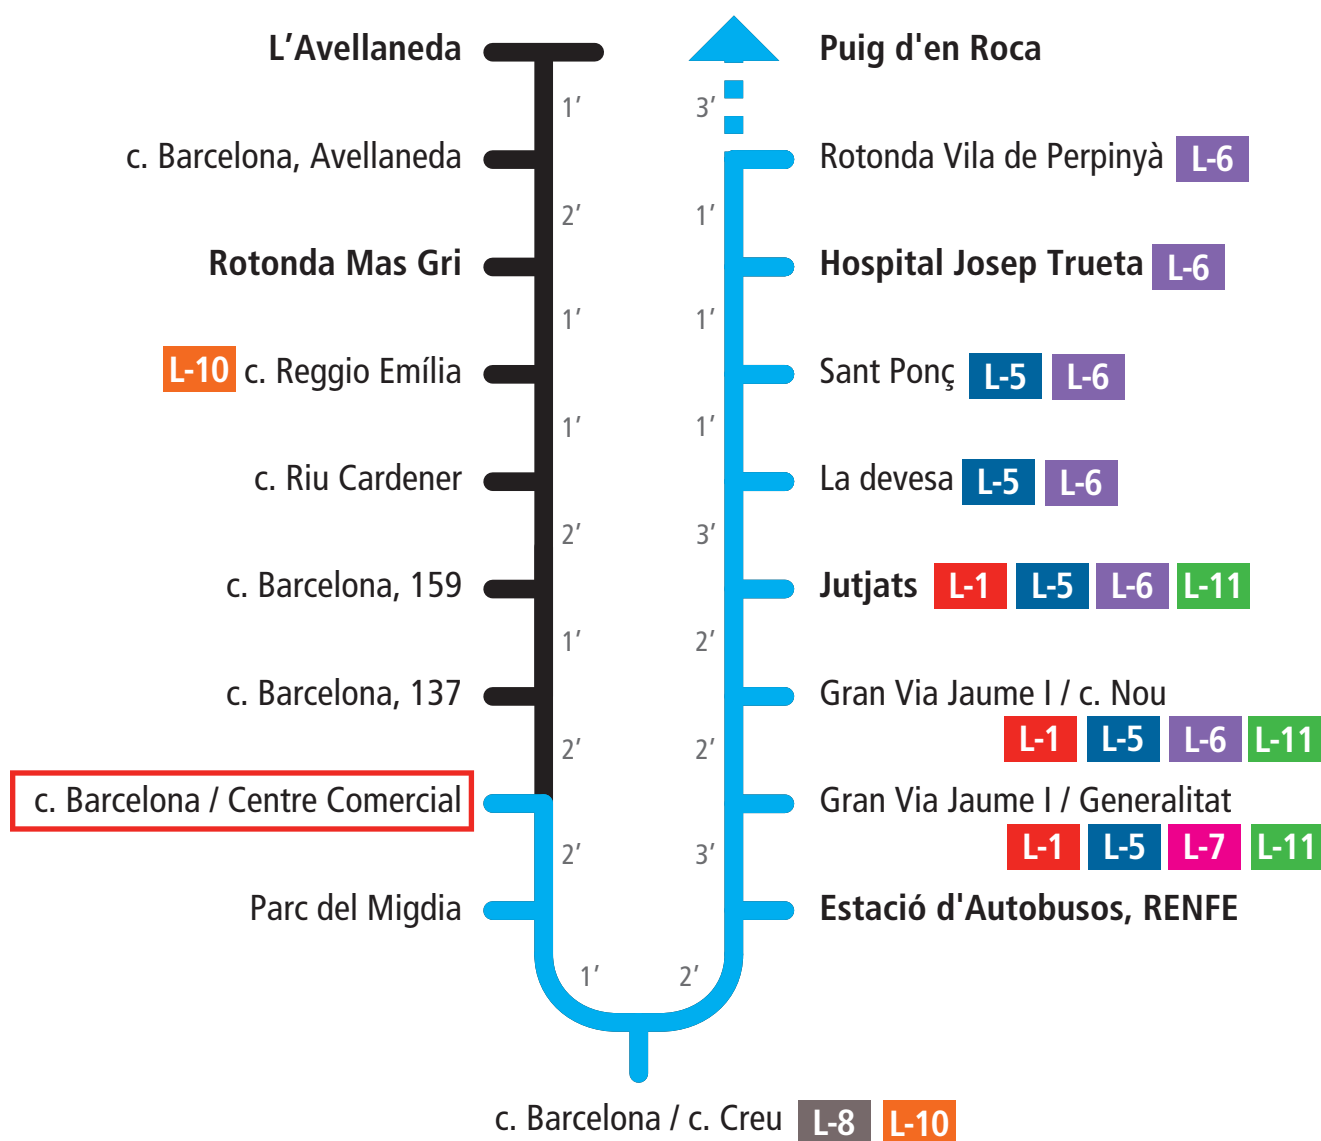 L’Avellaneda
1’
c. Barcelona, Avellaneda
2’
Rotonda Mas Gri
1’
L-10 c. Reggio Emília
1’
c. Riu Cardener
2’
c. Barcelona, 159
1’
c. Barcelona, 137
2’
c. Barcelona / Centre Comercial
2’
Parc del Migdia
1’
c. Barcelona / c. Creu L-8 L-10
2’
Estació d'Autobusos, RENFE
3’
Gran Via Jaume I / Generalitat
L-1 L-5 L-7 L-11
2’
Gran Via Jaume I / c. Nou
L-1 L-5 L-6 L-11
2’
Jutjats L-1 L-5 L-6 L-11
3’
La devesa L-5 L-6
1’
Sant Ponç L-5 L-6
1’
Hospital Josep Trueta L-6
1’
Rotonda Vila de Perpinyà L-6
3’
Puig d'en Roca